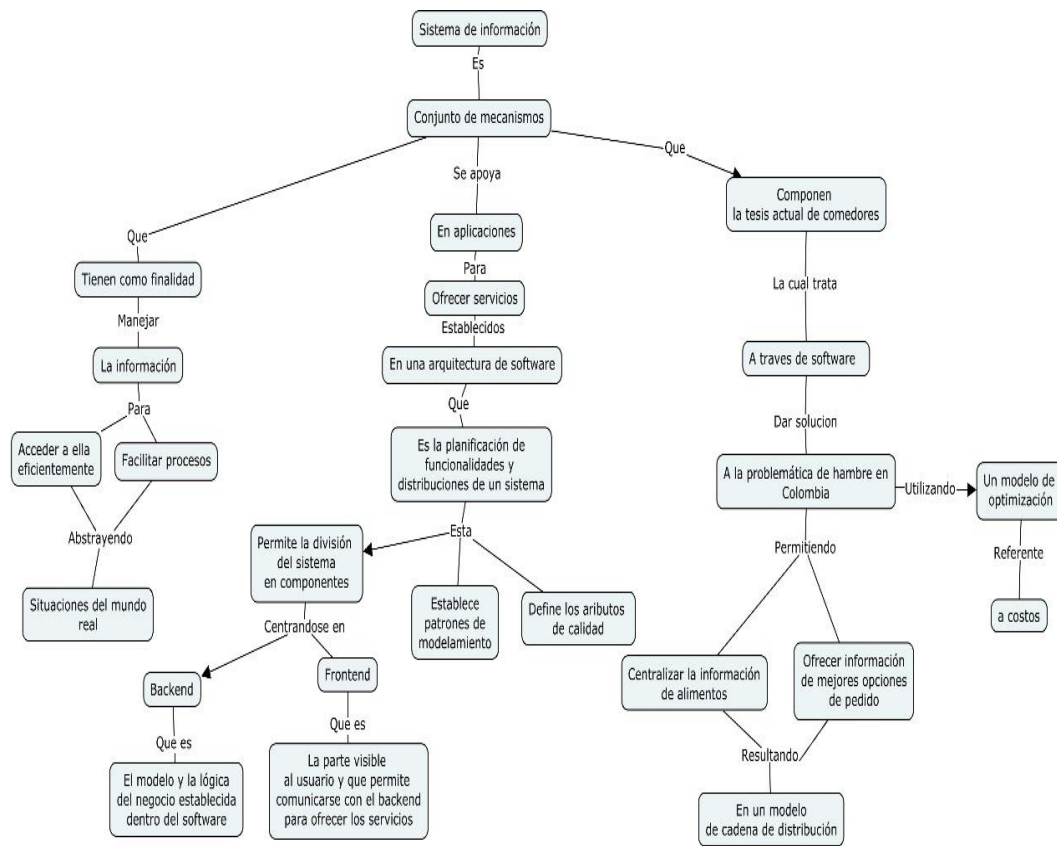 Sistema de información
Es
Conjunto de mecanismos
Que
Tienen como finalidad
Manejar
La información
Para
Acceder a ella
eficientemente
Facilitar procesos
Abstrayendo
Situaciones del mundo
real
Se apoya
En aplicaciones
Para
Ofrecer servicios
Establecidos
En una arquitectura de software
Que
Es la planificación de
funcionalidades y
distribuciones de un sistema
Esta
Permite la división
del sistema
en componentes
Establece
patrones de
modelamiento
Define los aributos
de calidad
Centrandose en
Backend
Que es
El modelo y la lógica
del negocio establecida
dentro del software
Frontend
Que es
La parte visible
al usuario y que permite
comunicarse con el backend
para ofrecer los servicios
Que
Componen
la tesis actual de comedores
La cual trata
A traves de software
Dar solucion
A la problemática de hambre en
Colombia
Utilizando
Un modelo de
optimización
Referente
a costos
Permitiendo
Centralizar la información
de alimentos
Ofrecer información
de mejores opciones
de pedido
Resultando
En un modelo
de cadena de distribución